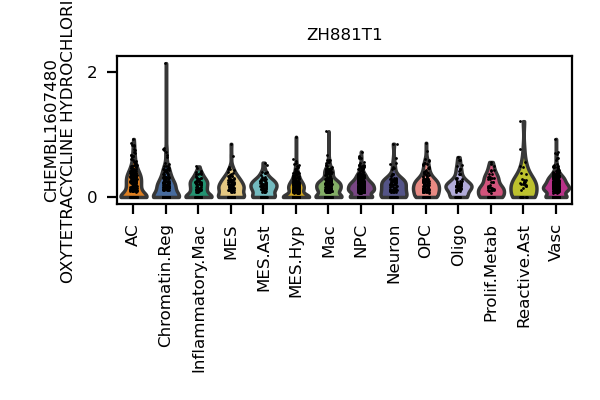 ZH881T1
CHEMBL1607480
OXYTETRACYCLINE HYDROCHLORI
2
0
AC
Chromatin.Reg
Inflammatory.Mac
MES
MES.Ast
MES.Hyp
Mac
NPC
Neuron
OPC
Oligo
Prolif.Metab
Reactive.Ast
Vasc